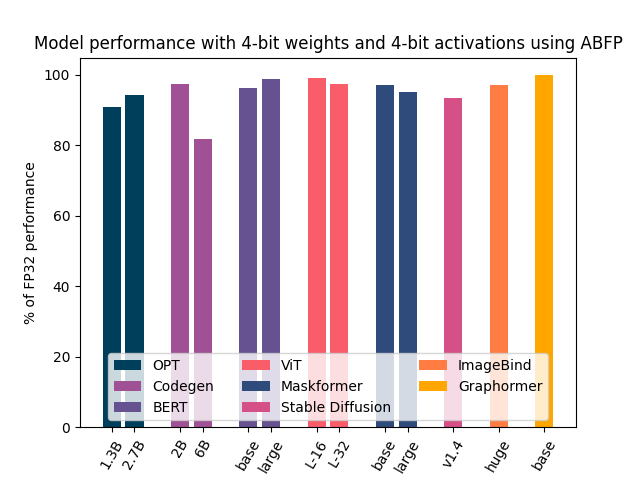 Model performance with 4-bit weights and 4-bit activations using ABFP
% of FP32 performance
100
80
60
40
20
0
OPT
Codegen
BERT
ViT
Maskformer
Stable Diffusion
ImageBind
Graphormer
1.3B
2.7B
2B
6B
base
large
L-16
L-32
base
large
v1.4
huge
base